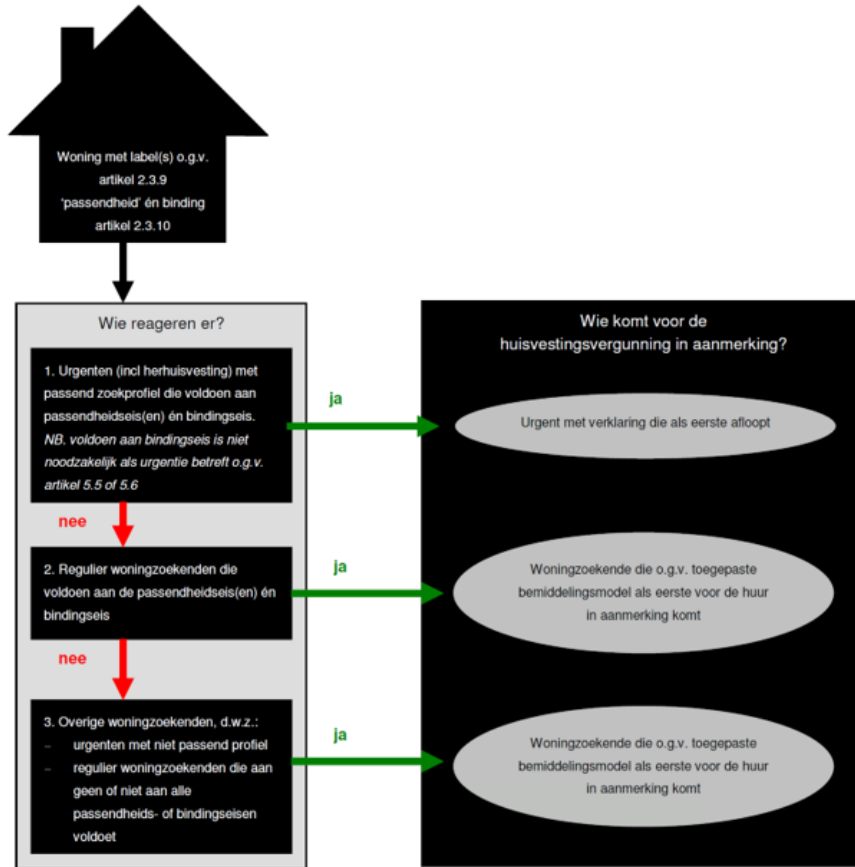 Woning met label(s) o.g.v.
artikel 2.3.9
'passendheid' én binding
artikel 2.3.10
Wie reageren er?
1. Urgenten (incl herhuisvesting) met
passend zoekprofiel die voldoen aan
passendheidseis(en) én bindingseis.
NB. voldoen aan bindingseis is niet
noodzakelijk als urgentie betreft o.g.v.
artikel 5.5 of 5.6
ja
nee
2. Regulier woningzoekenden die
voldoen aan de passendheidseis(en) én
bindingseis
ja
nee
3. Overige woningzoekenden, d.w.z.:
– urgenten met niet passend profiel
– regulier woningzoekenden die aan
geen of niet aan alle
passendheids- of bindingseisen
voldoet
ja
Wie komt voor de
huisvestingsvergunning in aanmerking?
Urgent met verklaring die als eerste afloopt
Woningzoekende die o.g.v. toegepaste
bemiddelingsmodel als eerste voor de huur
in aanmerking komt
Woningzoekende die o.g.v. toegepaste
bemiddelingsmodel als eerste voor de huur
in aanmerking komt